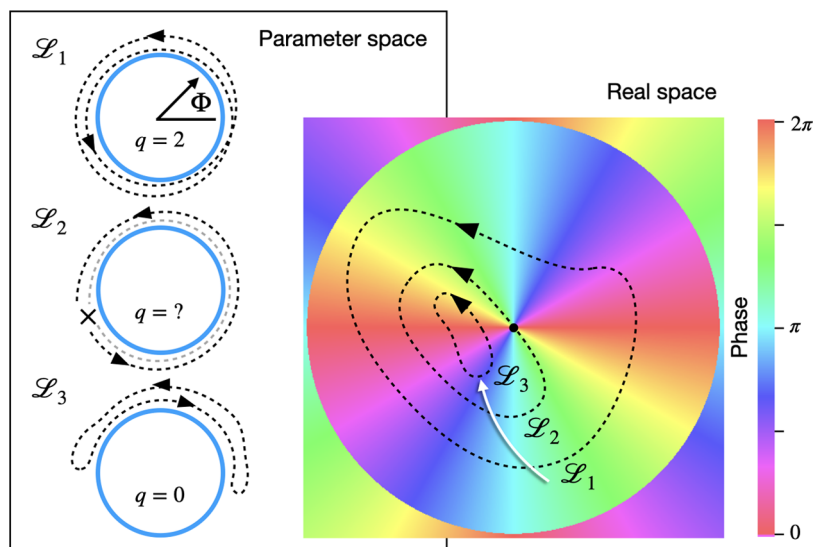 Parameter space
ℒ1
Φ
q = 2
ℒ2
q = ?
ℒ3
q = 0
Real space
ℒ3
ℒ2
ℒ1
2π
π
0
Phase